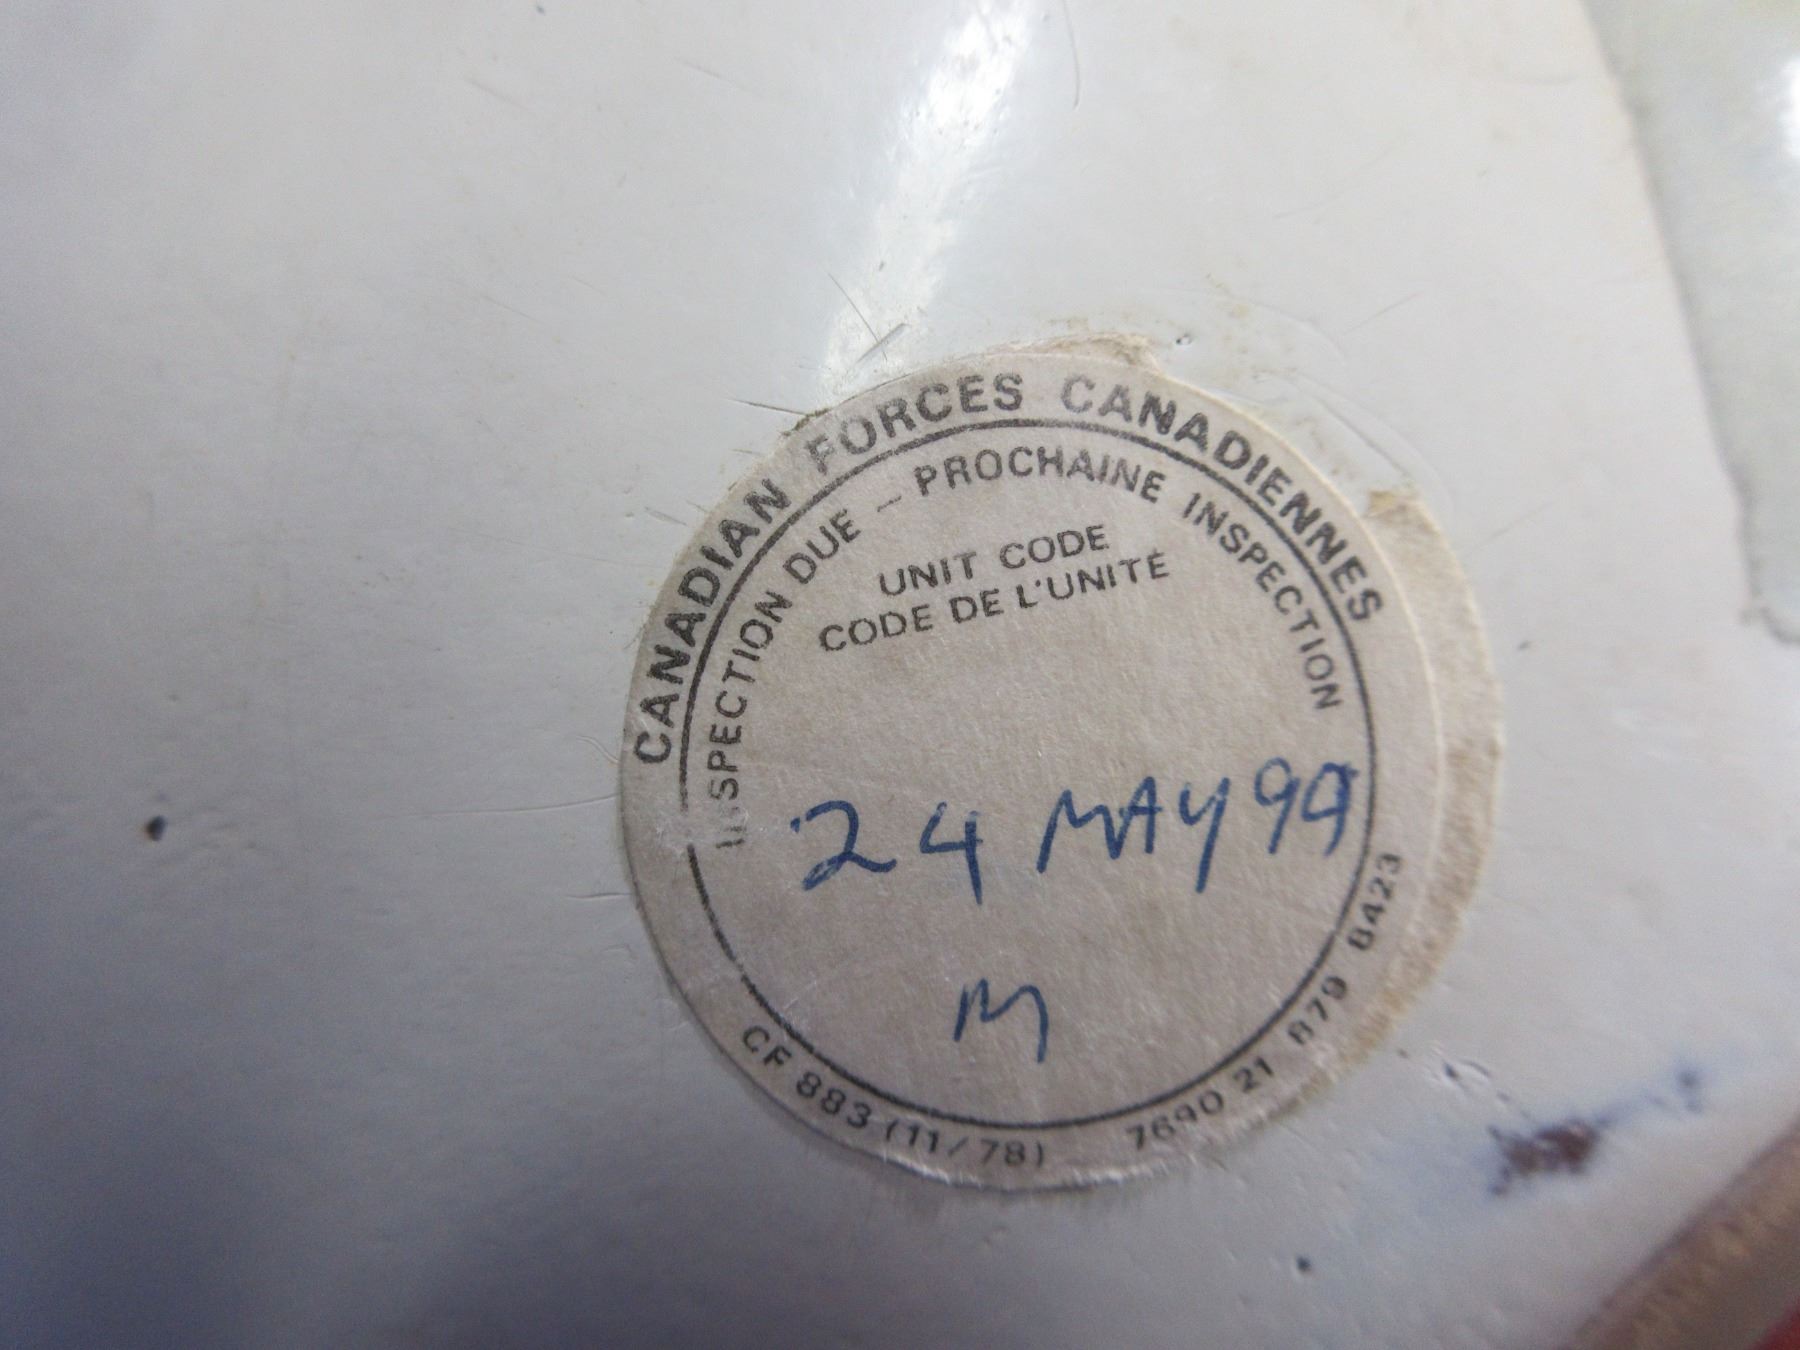 CANADIAN FORCES CANADIENNES
INSPECTION DUE — PROCHAINE INSPECTION
UNIT CODE
CODE DE L'UNITÉ
24 MAY 99
M
CF 883 (11/78) 7690 21 879 8423